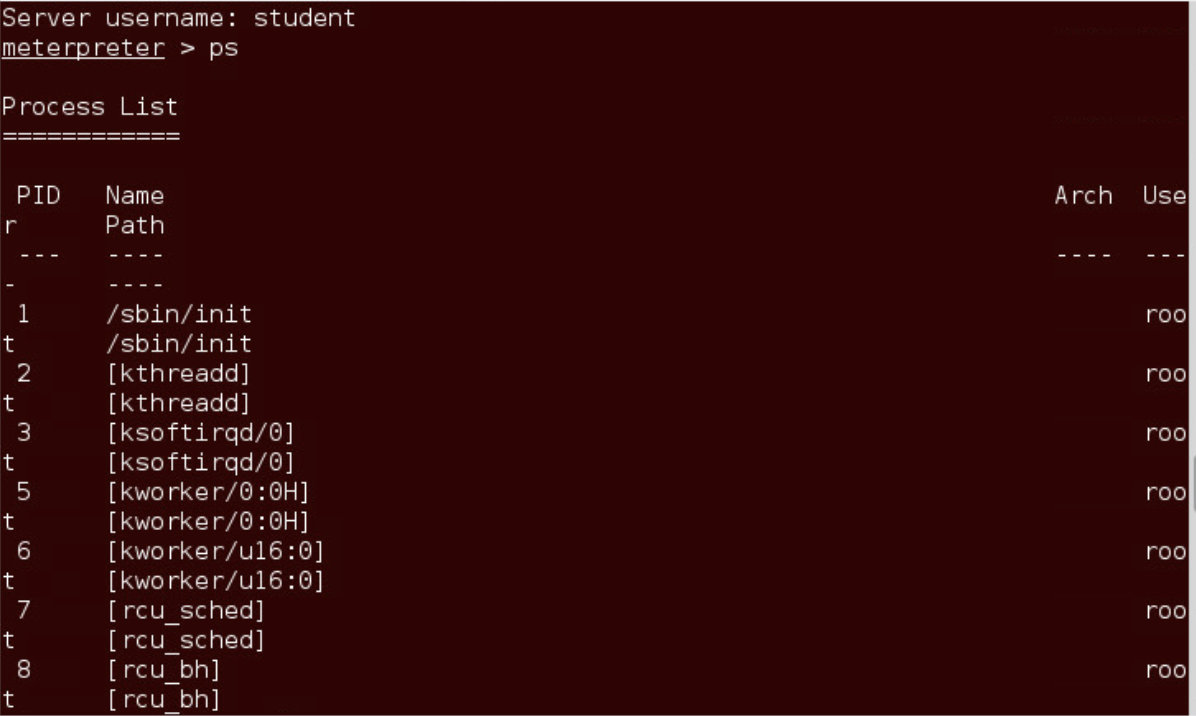 Server username: student
meterpreter > ps
Process List
============
PID Name Arch Use
r Path
--- ---- ---- ---
- ----
1 /sbin/init roo
t /sbin/init
2 [kthreadd] roo
t [kthreadd]
3 [ksoftirqd/0] roo
t [ksoftirqd/0]
5 [kworker/0:0H] roo
t [kworker/0:0H]
6 [kworker/u16:0] roo
t [kworker/u16:0]
7 [rcu_sched] roo
t [rcu_sched]
8 [rcu_bh] roo
t [rcu_bh]